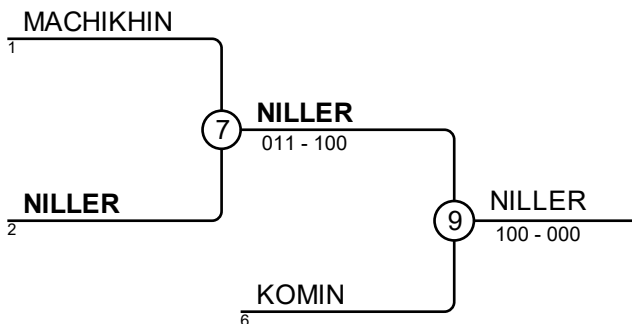 MACHIKHIN
1
7
NILLER
011 - 100
NILLER
2
9
NILLER
100 - 000
KOMIN
6